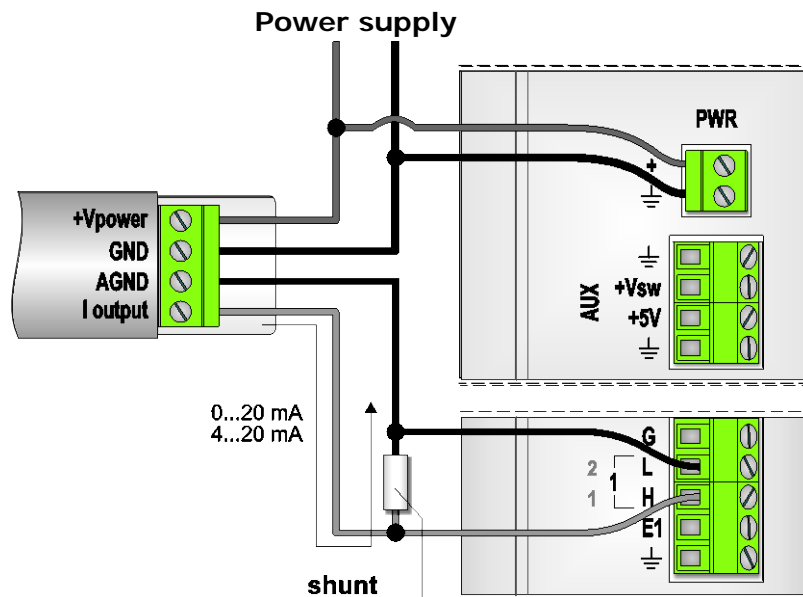 Power supply
PWR
+
⏚
+Vpower
GND
AGND
I output
AUX
⏚
+Vsw
+5V
⏚
0...20 mA
4...20 mA
G
2 L
1
1 H
E1
⏚
shunt